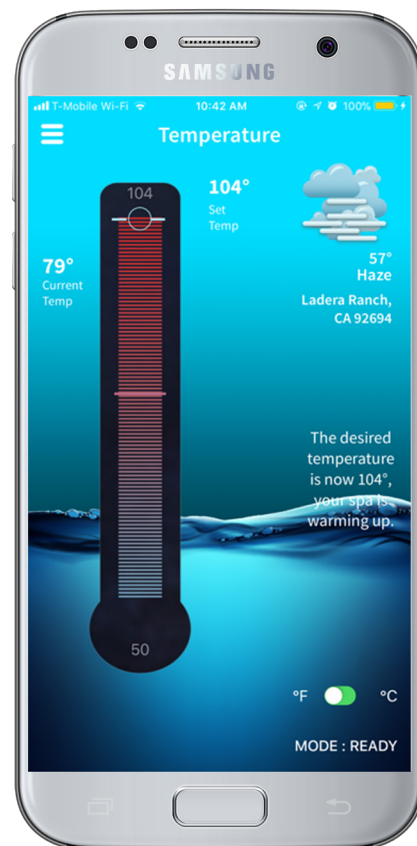 SAMSUNG
T-Mobile Wi-Fi 10:42 AM 100%
Temperature
104
104°
Set
Temp
79°
Current
Temp
57°
Haze
Ladera Ranch,
CA 92694
The desired
temperature
is now 104°,
your spa is
warming up.
50
°F °C
MODE : READY